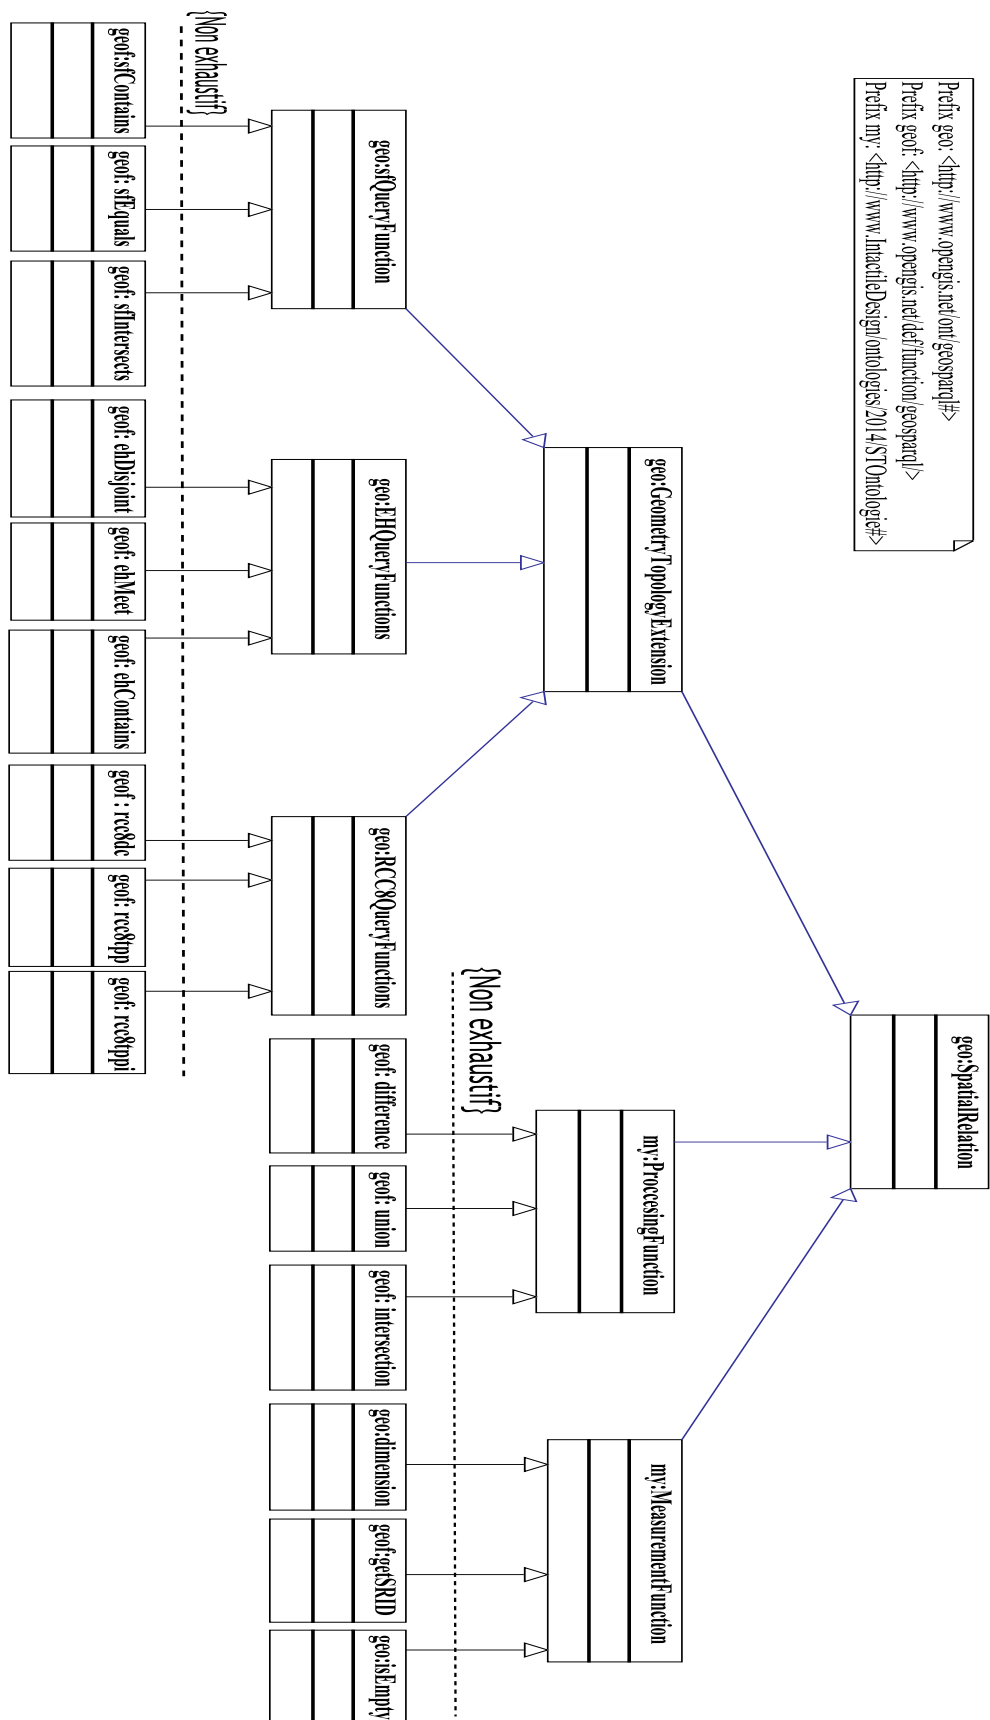 Prefix geo: <http://www.opengis.net/ont/geosparql#>
Prefix geof: <http://www.opengis.net/def/function/geosparql/>
Prefix my: <http://www.IntactileDesign/ontologies/2014/STOntologie#>
geo:SpatialRelation
geo:GeometryTopologyExtension
my:ProccesingFunction
my:MeasurementFunction
{Non exhaustif}
geo:sfQueryFunction
geo:EHQueryFunctions
geo:RCC8QueryFunctions
geof: difference
geof: union
geof: intersection
geo:dimension
geof:getSRID
geo:isEmpty
{Non exhaustif}
geof:sfContains
geof: sfEquals
geof: sfIntersects
geof: ehDisjoint
geof: ehMeet
geof: ehContains
geof : rcc8dc
geof: rcc8tpp
geof: rcc8tppi